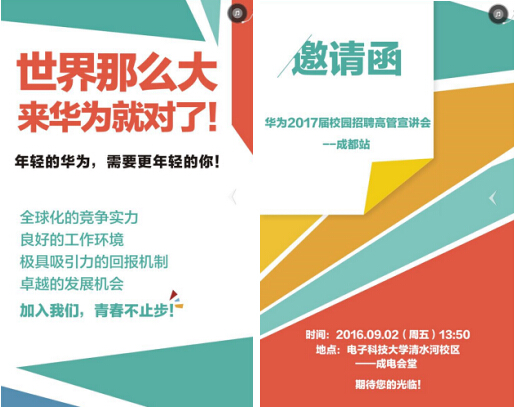 世界那么大
来华为就对了!
年轻的华为，需要更年轻的你!
全球化的竞争实力
良好的工作环境
极具吸引力的回报机制
卓越的发展机会
加入我们，青春不止步!
邀请函
华为2017届校园招聘高管宣讲会
--成都站
时间：2016.09.02（周五）13:50
地点：电子科技大学清水河校区
——成电会堂
期待您的光临!